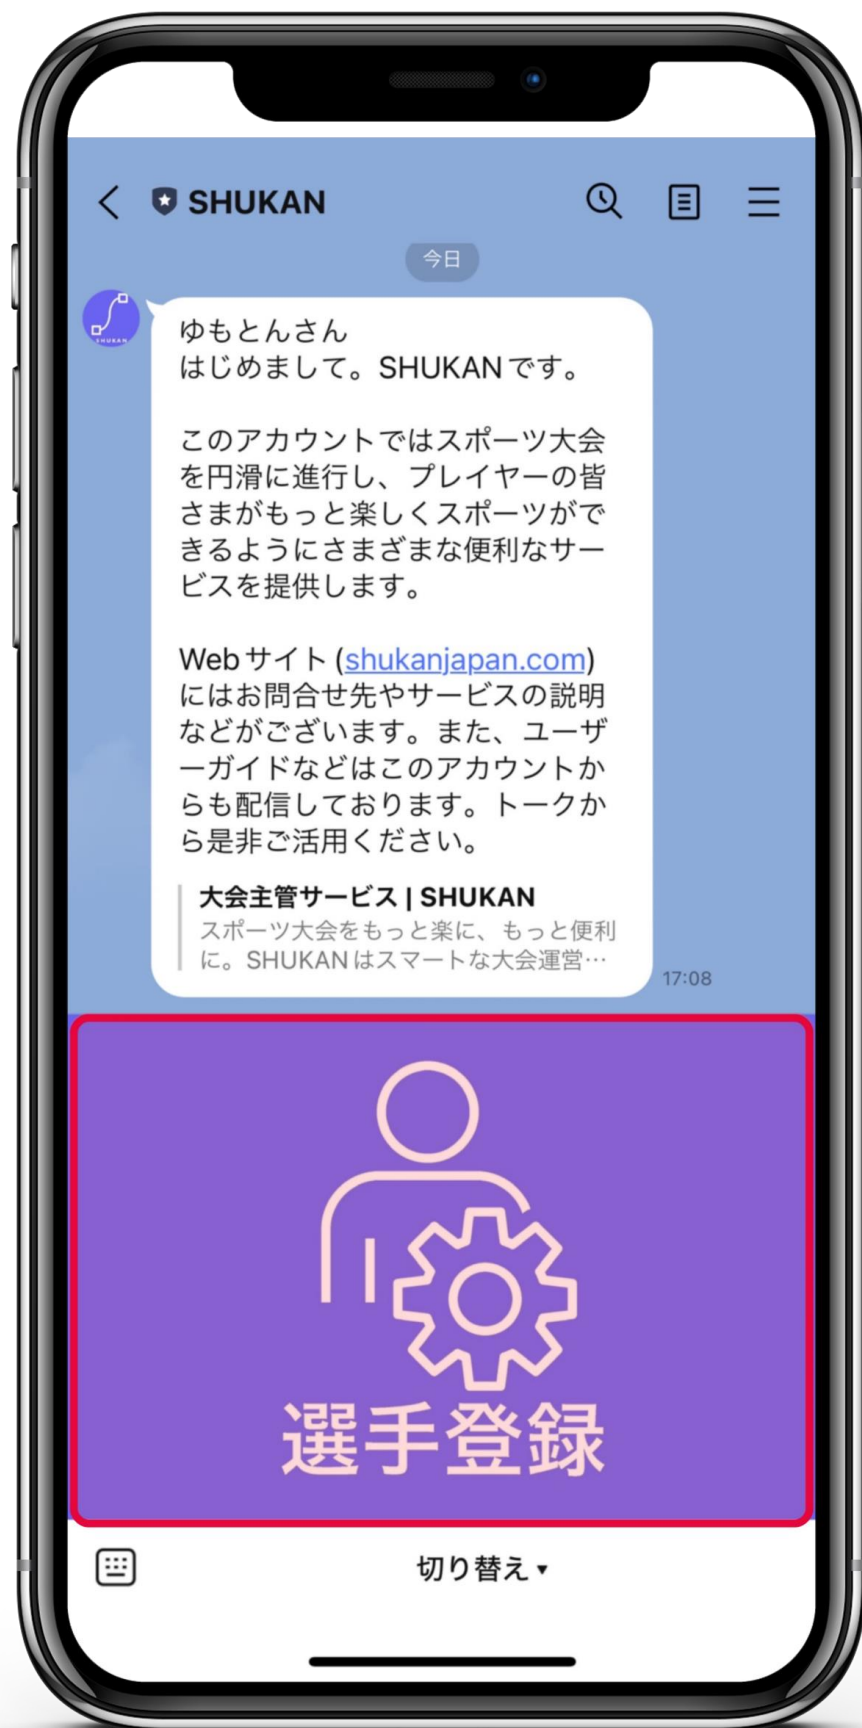 SHUKAN
今日
SHUKAN
ゆもとんさん
はじめまして。SHUKANです。
このアカウントではスポーツ大会
を円滑に進行し、プレイヤーの皆
さまがもっと楽しくスポーツがで
きるようにさまざまな便利なサー
ビスを提供します。
Webサイト (shukanjapan.com)
にはお問合せ先やサービスの説明
などがございます。また、ユーザ
ーガイドなどはこのアカウントか
らも配信しております。トークか
ら是非ご活用ください。
大会主管サービス | SHUKAN
スポーツ大会をもっと楽に、もっと便利
に。SHUKANはスマートな大会運営…
17:08
選手登録
切り替え▼